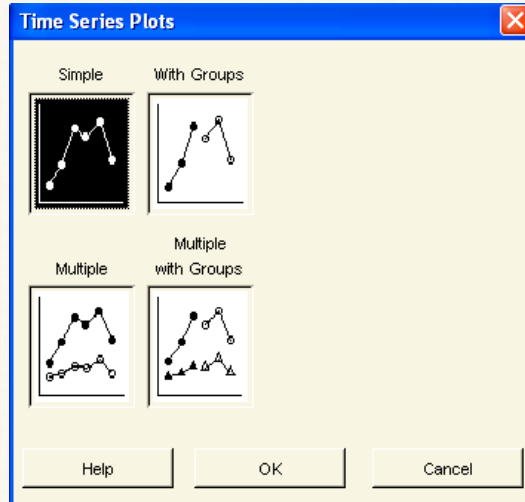 Time Series Plots
Simple
With Groups
Multiple
Multiple
with Groups
Help
OK
Cancel